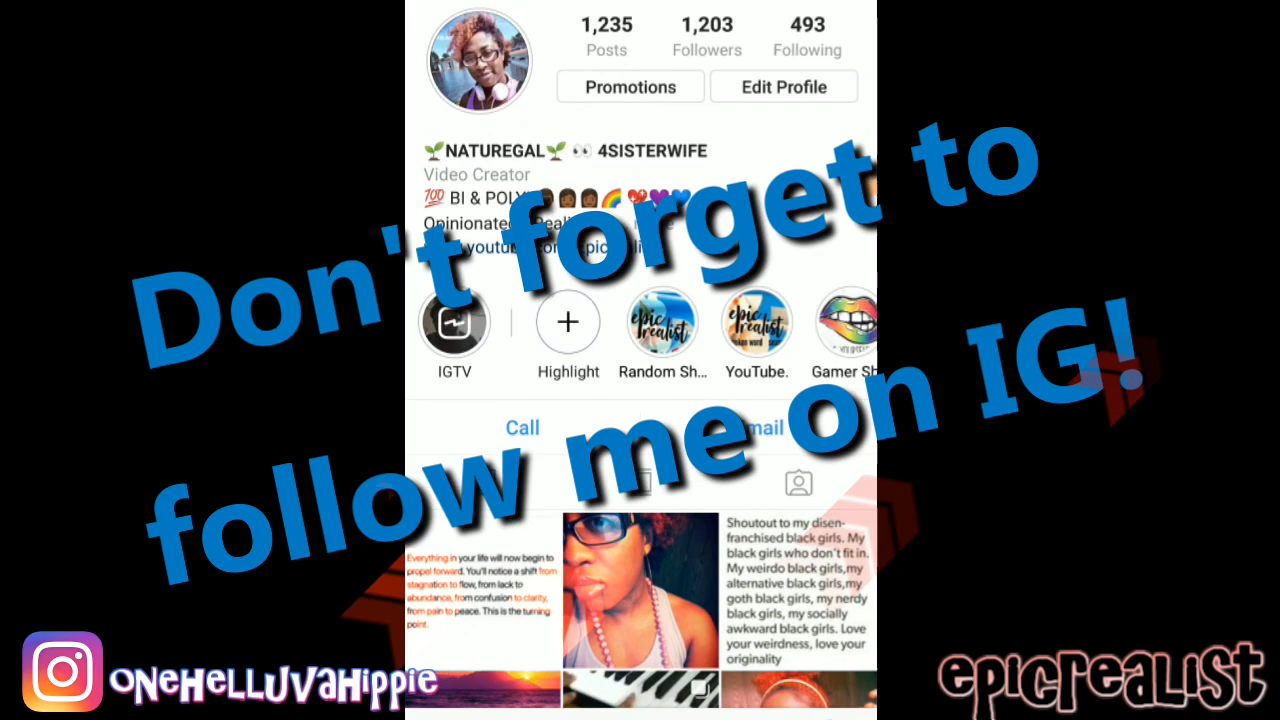 1,235 1,203 493
Posts Followers Following
Promotions Edit Profile
🌱NATUREGAL🌱 👀 4SISTERWIFE
Video Creator
💯 BI & POLY
Don't forget to
follow me on IG!
IGTV Highlight Random Sh... YouTube. Gamer Sh
epic realist
epic realist
Call
Everything in your life will now begin to
propel forward. You'll notice a shift from
stagnation to flow, from lack to
abundance, from confusion to clarity,
from pain to peace. This is the turning
point.
Shoutout to my disen-
franchised black girls. My
black girls who don't fit in.
My weirdo black girls,my
alternative black girls,my
goth black girls, my nerdy
black girls, my socially
awkward black girls. Love
your weirdness, love your
originality
oneHelluvaHippie
epicrealist